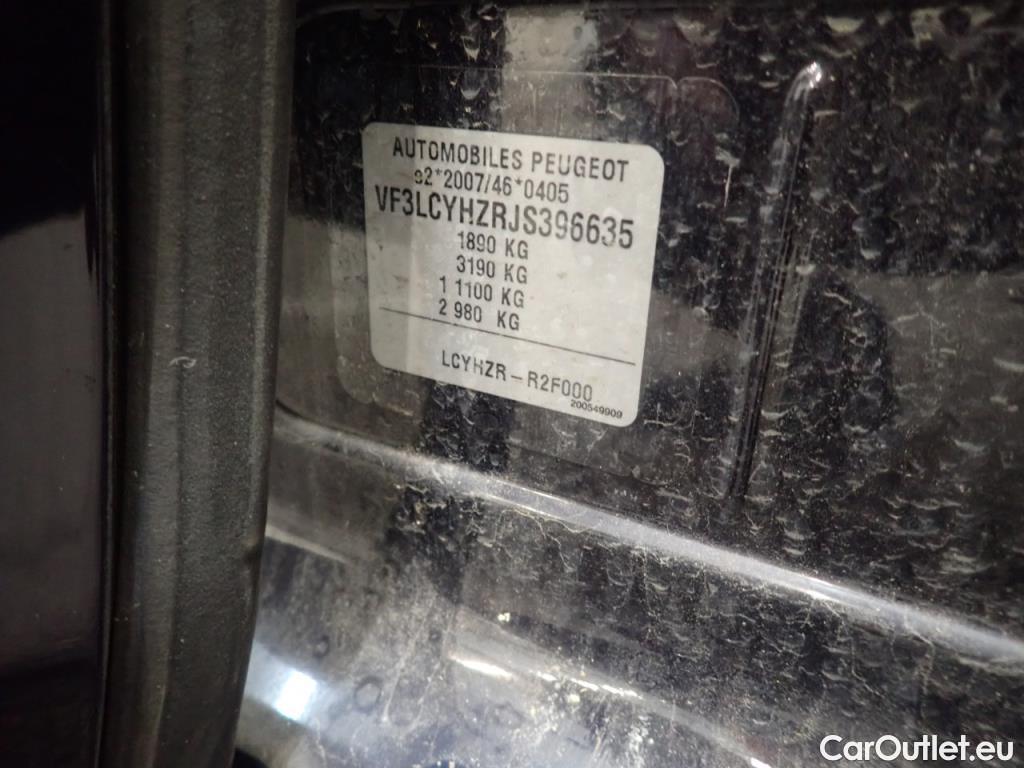 AUTOMOBILES PEUGEOT
e2*2007/46*0405
VF3LCYHZRJS396635
1890 KG
3190 KG
1 1100 KG
2 980 KG
LCYHZR - R2F000
200549909
CarOutlet.eu